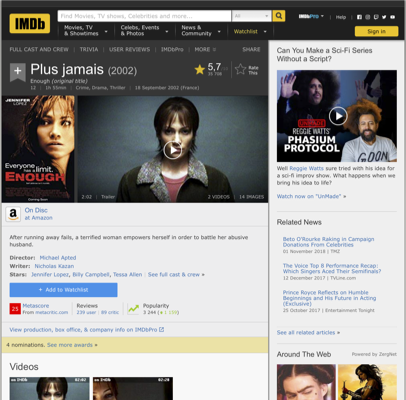 IMDb
Find Movies, TV shows, Celebrities and more...
All
IMDbPro
Help
Movies, TV
& Showtimes
Celebs, Events
& Photos
News &
Community
Watchlist
Sign in
FULL CAST AND CREW
TRIVIA
USER REVIEWS
IMDbPro
MORE
SHARE
Plus jamais (2002)
Enough (original title)
12 | 1h 55min | Crime, Drama, Thriller | 18 September 2002 (France)
5,7
Rate
This
JENNIFER
LOPEZ
Everyone
has a limit.
ENOUGH
Coming Soon
2:02 | Trailer
2 VIDEOS | 14 IMAGES
On Disc
at Amazon
After running away fails, a terrified woman empowers herself in order to battle her abusive
husband.
Director: Michael Apted
Writer: Nicholas Kazan
Stars: Jennifer Lopez, Billy Campbell, Tessa Allen | See full cast & crew »
+ Add to Watchlist
25
Metascore
From metacritic.com
Reviews
239 user | 89 critic
Popularity
3 244
View production, box office, & company info on IMDbPro
4 nominations. See more awards »
Videos
02:02
02:20
Can You Make a Sci-Fi Series
Without a Script?
REGGIE WATTS'
PHASIUM
PROTOCOL
Well Reggie Watts sure tried with his idea
for a sci-fi improv show. What happens when we
bring his idea to life?
Watch now on "UnMade" »
Related News
Beto O'Rourke Raking in Campaign
Donations From Celebrities
01 November 2018 | TMZ
The Voice Top 8 Performance Recap:
Which Singers Aced Their Semifinals?
12 December 2017 | TVLine.com
Prince Royce Reflects on Humble
Beginnings and His Future in Acting
(Exclusive)
25 October 2017 | Entertainment Tonight
See all related articles »
Around The Web
Powered by ZergNet